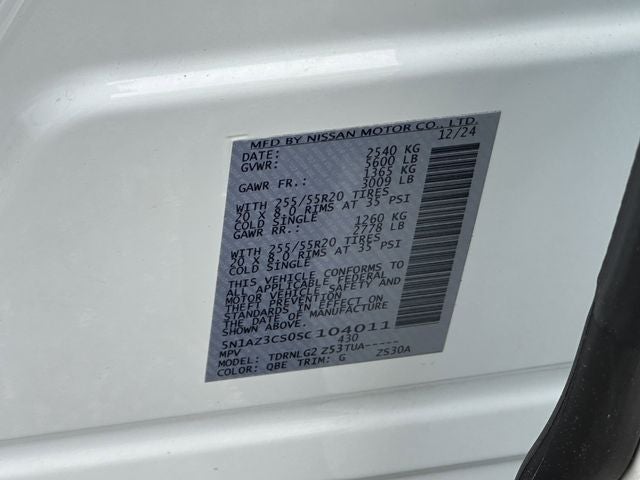 MFD BY NISSAN MOTOR CO., LTD.
DATE: 12/24
GVWR: 2540 KG
5600 LB
GAWR FR.: 1365 KG
3009 LB
WITH 255/55R20 TIRES
20 X 8.0 RIMS AT 35 PSI
COLD SINGLE
GAWR RR.: 1260 KG
2778 LB
WITH 255/55R20 TIRES
20 X 8.0 RIMS AT 35 PSI
COLD SINGLE
THIS VEHICLE CONFORMS TO
ALL APPLICABLE FEDERAL
MOTOR VEHICLE SAFETY AND
THEFT PREVENTION
STANDARDS IN EFFECT ON
THE DATE OF MANUFACTURE
5N1AZ3CS0SC104011
MPV 430
MODEL: TDRNLG2 Z53TUA-----
COLOR: QBE TRIM: G ZS30A